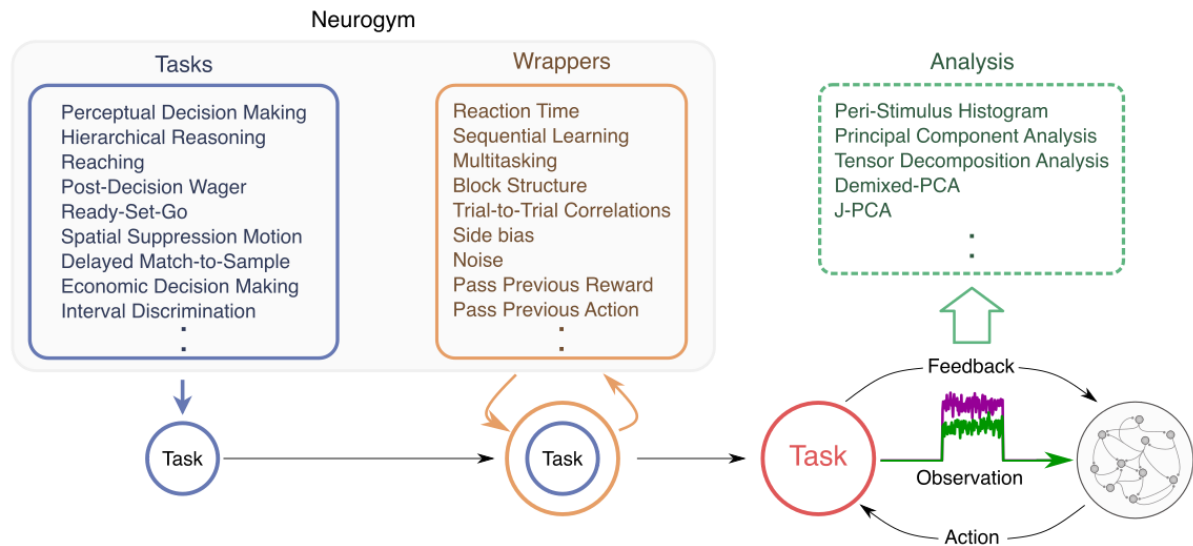 Neurogym
Tasks
Perceptual Decision Making
Hierarchical Reasoning
Reaching
Post-Decision Wager
Ready-Set-Go
Spatial Suppression Motion
Delayed Match-to-Sample
Economic Decision Making
Interval Discrimination
.
.
Wrappers
Reaction Time
Sequential Learning
Multitasking
Block Structure
Trial-to-Trial Correlations
Side bias
Noise
Pass Previous Reward
Pass Previous Action
.
.
Analysis
Peri-Stimulus Histogram
Principal Component Analysis
Tensor Decomposition Analysis
Demixed-PCA
J-PCA
.
.
Task
Task
Task
Feedback
Observation
Action